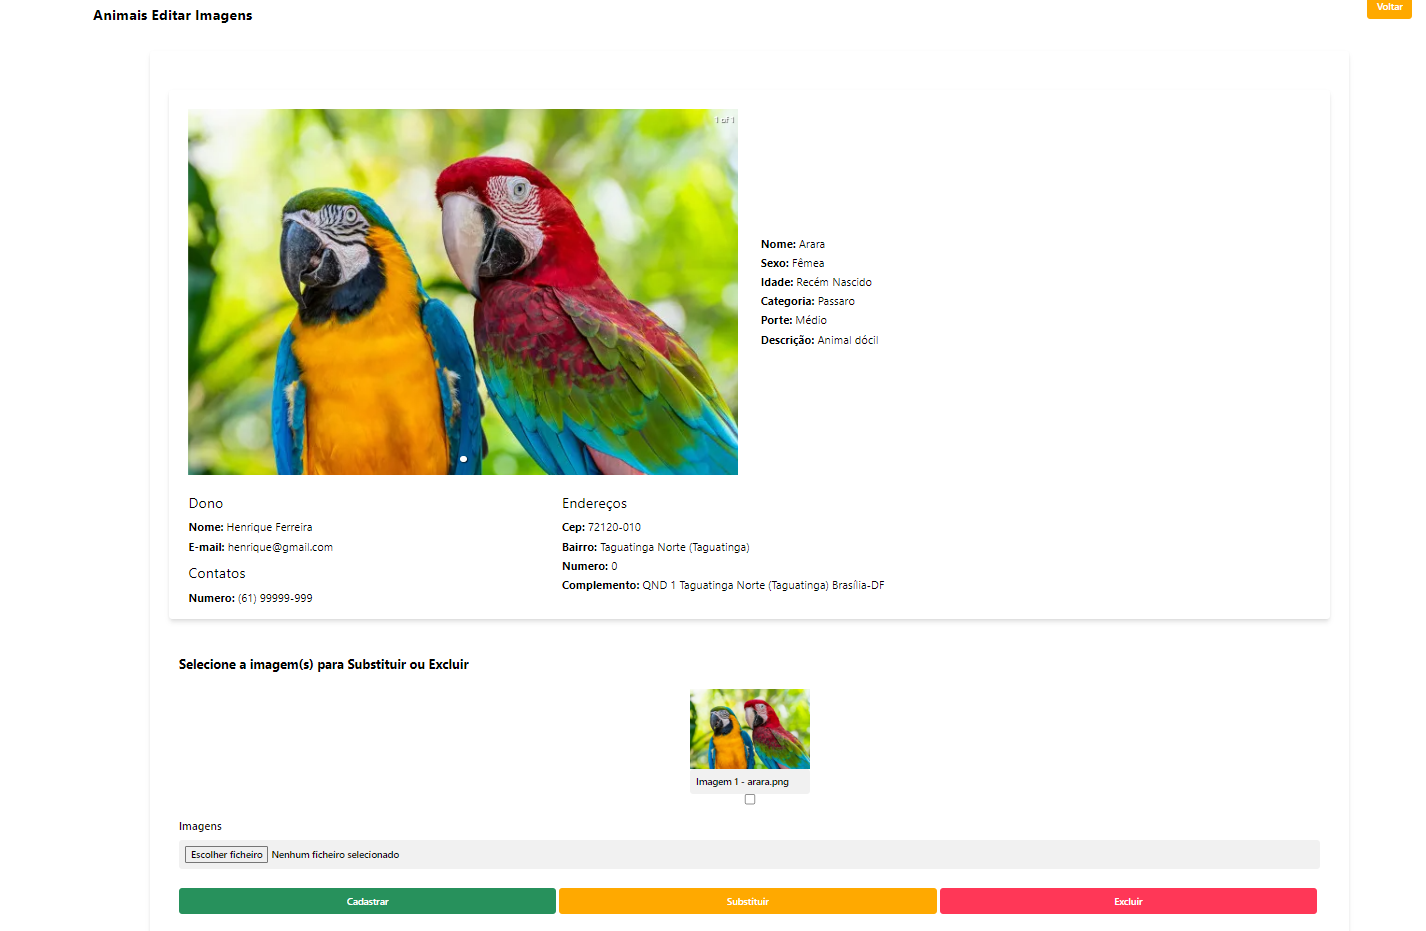 Animais Editar Imagens
Voltar
1 of 1
Nome: Arara
Sexo: Fêmea
Idade: Recém Nascido
Categoria: Passaro
Porte: Médio
Descrição: Animal dócil
Dono
Nome: Henrique Ferreira
E-mail: henrique@gmail.com
Contatos
Numero: (61) 99999-999
Endereços
Cep: 72120-010
Bairro: Taguatinga Norte (Taguatinga)
Numero: 0
Complemento: QND 1 Taguatinga Norte (Taguatinga) Brasília-DF
Selecione a imagem(s) para Substituir ou Excluir
Imagem 1 - arara.png
Imagens
Escolher ficheiro Nenhum ficheiro selecionado
Cadastrar
Substituir
Excluir